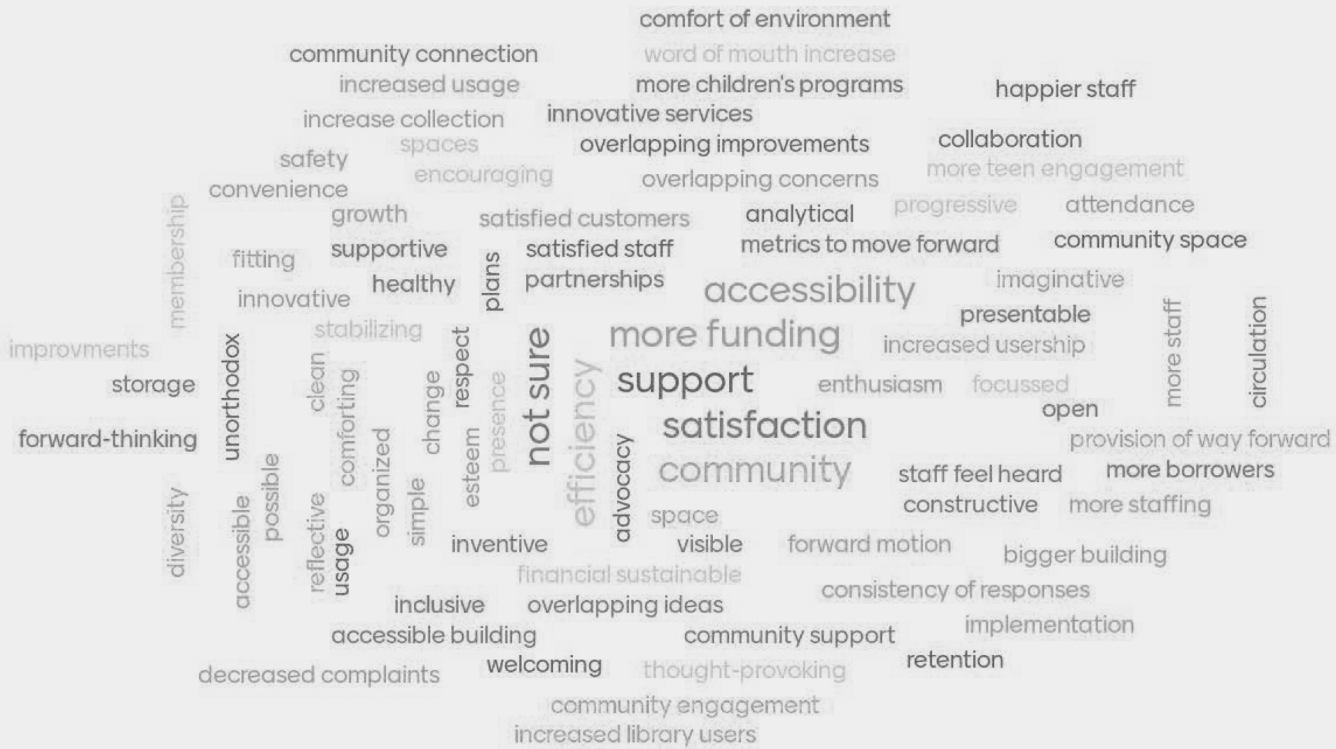 comfort of environment
community connection
word of mouth increase
increased usage
more children's programs
happier staff
increase collection
innovative services
spaces
overlapping improvements
collaboration
safety
encouraging
overlapping concerns
more teen engagement
convenience
membership
growth
satisfied customers
analytical
progressive
attendance
supportive
satisfied staff
metrics to move forward
community space
fitting
healthy
plans
partnerships
accessibility
imaginative
innovative
stabilizing
more funding
presentable
more staff
circulation
improvments
unorthodox
clean
respect
not sure
increased usership
storage
comforting
change
presence
efficiency
support
enthusiasm
focussed
open
forward-thinking
organized
esteem
advocacy
satisfaction
provision of way forward
possible
community
staff feel heard
more borrowers
diversity
accessible
reflective
simple
space
constructive
more staffing
usage
inventive
visible
forward motion
bigger building
financial sustainable
consistency of responses
inclusive
overlapping ideas
implementation
accessible building
community support
decreased complaints
welcoming
thought-provoking
retention
community engagement
increased library users